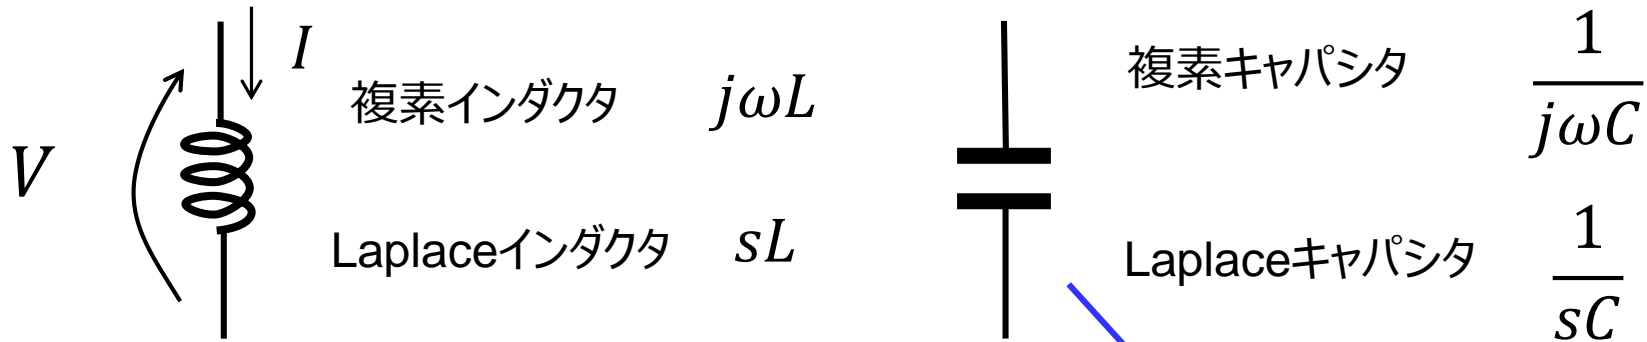 V
I
複素インダクタ jωL
Laplaceインダクタ sL
複素キャパシタ 1/jωC
Laplaceキャパシタ 1/sC